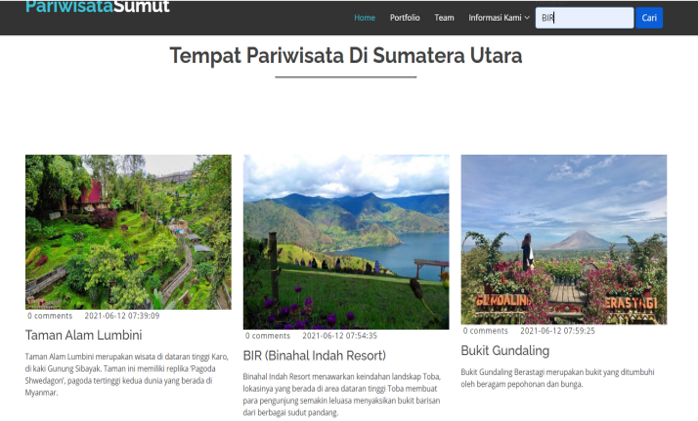 PariwisataSumut
Home Portfolio Team Informasi Kami BIR Cari
Tempat Pariwisata Di Sumatera Utara
GUNDALING BERASTAGI
0 comments 2021-06-12 07:39:09
Taman Alam Lumbini
Taman Alam Lumbini merupakan wisata di dataran tinggi Karo,
di kaki Gunung Sibayak. Taman ini memiliki replika 'Pagoda
Shwedagon', pagoda tertinggi kedua dunia yang berada di
Myanmar.
0 comments 2021-06-12 07:54:35
BIR (Binahal Indah Resort)
Binahal Indah Resort menawarkan keindahan landskap Toba,
lokasinya yang berada di area dataran tinggi Toba membuat
para pengunjung semakin leluasa menyaksikan bukit barisan
dari berbagai sudut pandang.
0 comments 2021-06-12 07:59:25
Bukit Gundaling
Bukit Gundaling Berastagi merupakan bukit yang ditumbuhi
oleh beragam pepohonan dan bunga.